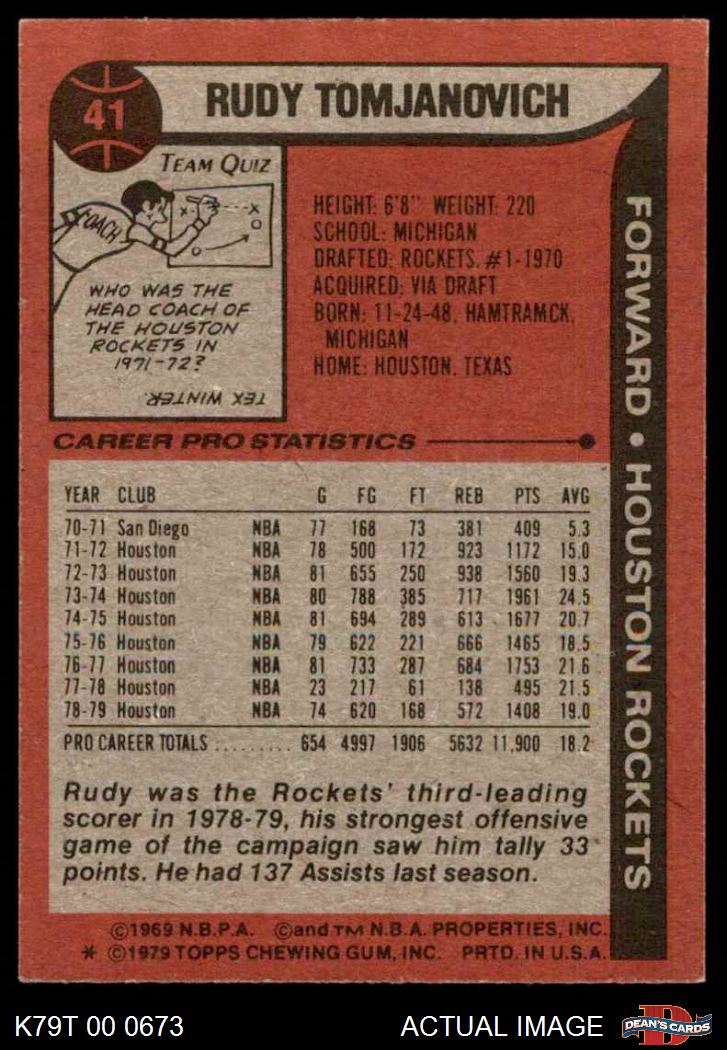 41
RUDY TOMJANOVICH
TEAM QUIZ
COACH
WHO WAS THE
HEAD COACH OF
THE HOUSTON
ROCKETS IN
1971-72?
TEX WINTER.
HEIGHT: 6'8" WEIGHT: 220
SCHOOL: MICHIGAN
DRAFTED: ROCKETS, #1-1970
ACQUIRED: VIA DRAFT
BORN: 11-24-48, HAMTRAMCK,
MICHIGAN
HOME: HOUSTON, TEXAS
FORWARD • HOUSTON ROCKETS
CAREER PRO STATISTICS
YEAR CLUB G FG FT REB PTS AVG
70-71 San Diego NBA 77 168 73 381 409 5.3
71-72 Houston NBA 78 500 172 923 1172 15.0
72-73 Houston NBA 81 655 250 938 1560 19.3
73-74 Houston NBA 80 788 385 717 1961 24.5
74-75 Houston NBA 81 694 289 613 1677 20.7
75-76 Houston NBA 79 622 221 666 1465 18.5
76-77 Houston NBA 81 733 287 684 1753 21.6
77-78 Houston NBA 23 217 61 138 495 21.5
78-79 Houston NBA 74 620 168 572 1408 19.0
PRO CAREER TOTALS ......... 654 4997 1906 5632 11,900 18.2
Rudy was the Rockets' third-leading
scorer in 1978-79, his strongest offensive
game of the campaign saw him tally 33
points. He had 137 Assists last season.
©1969 N.B.P.A. ©and TM N.B.A. PROPERTIES, INC.
* ©1979 TOPPS CHEWING GUM, INC. PRTD. IN U.S.A.
K79T 00 0673
ACTUAL IMAGE
D
DEAN'S CARDS